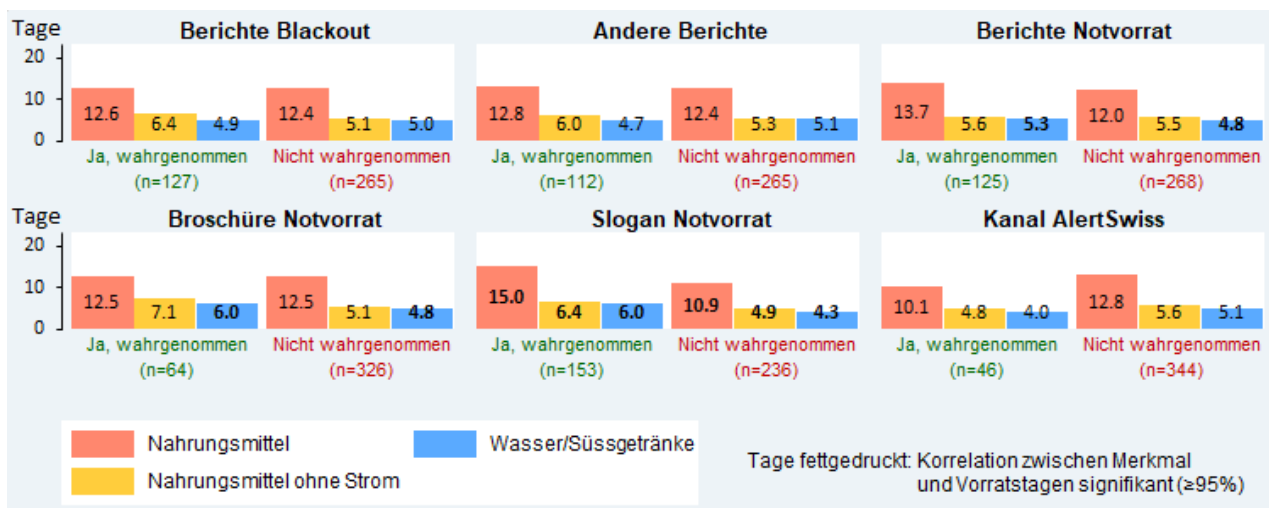 Tage Berichte Blackout Andere Berichte Berichte Notvorrat
20
10
0
12.6 6.4 4.9 12.4 5.1 5.0 12.8 6.0 4.7 12.4 5.3 5.1 13.7 5.6 5.3 12.0 5.5 4.8
Ja, wahrgenommen Nicht wahrgenommen Ja, wahrgenommen Nicht wahrgenommen Ja, wahrgenommen Nicht wahrgenommen
(n=127) (n=265) (n=112) (n=265) (n=125) (n=268)
Tage Broschüre Notvorrat Slogan Notvorrat Kanal AlertSwiss
20
10
0
12.5 7.1 6.0 12.5 5.1 4.8 15.0 6.4 6.0 10.9 4.9 4.3 10.1 4.8 4.0 12.8 5.6 5.1
Ja, wahrgenommen Nicht wahrgenommen Ja, wahrgenommen Nicht wahrgenommen Ja, wahrgenommen Nicht wahrgenommen
(n=64) (n=326) (n=153) (n=236) (n=46) (n=344)
Nahrungsmittel Wasser/Süssgetränke
Nahrungsmittel ohne Strom
Tage fettgedruckt: Korrelation zwischen Merkmal
und Vorratstagen signifikant (≥95%)